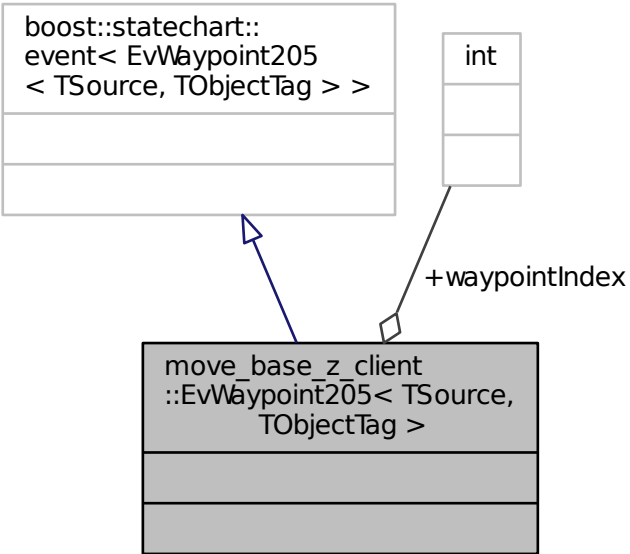 boost::statechart::
event< EvWaypoint205
< TSource, TObjectTag > >
int
+waypointIndex
move_base_z_client
::EvWaypoint205< TSource,
TObjectTag >